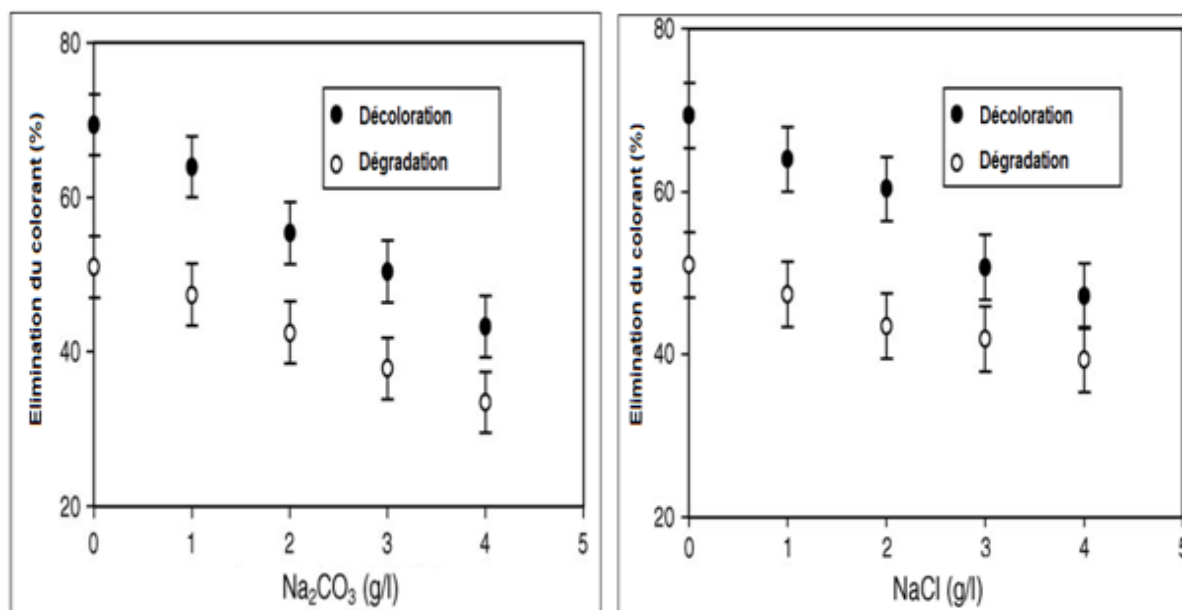 Elimination du colorant (%)
80
60
40
20
Décoloration
Dégradation
0 1 2 3 4 5
Na₂CO₃ (g/l)
Elimination du colorant (%)
80
60
40
20
Décoloration
Dégradation
0 1 2 3 4 5
NaCl (g/l)